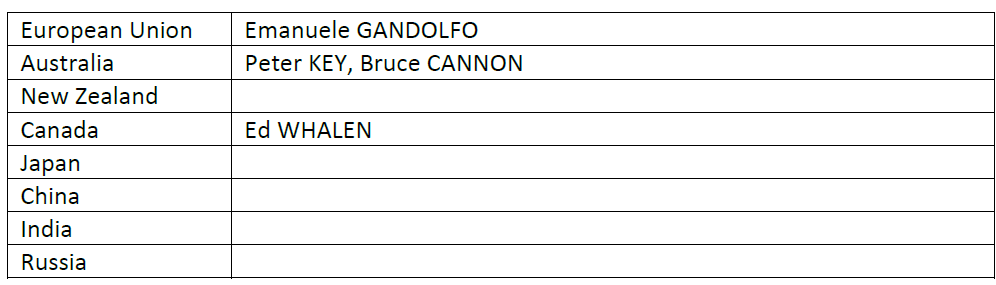 European Union Emanuele GANDOLFO
Australia Peter KEY, Bruce CANNON
New Zealand
Canada Ed WHALEN
Japan
China
India
Russia